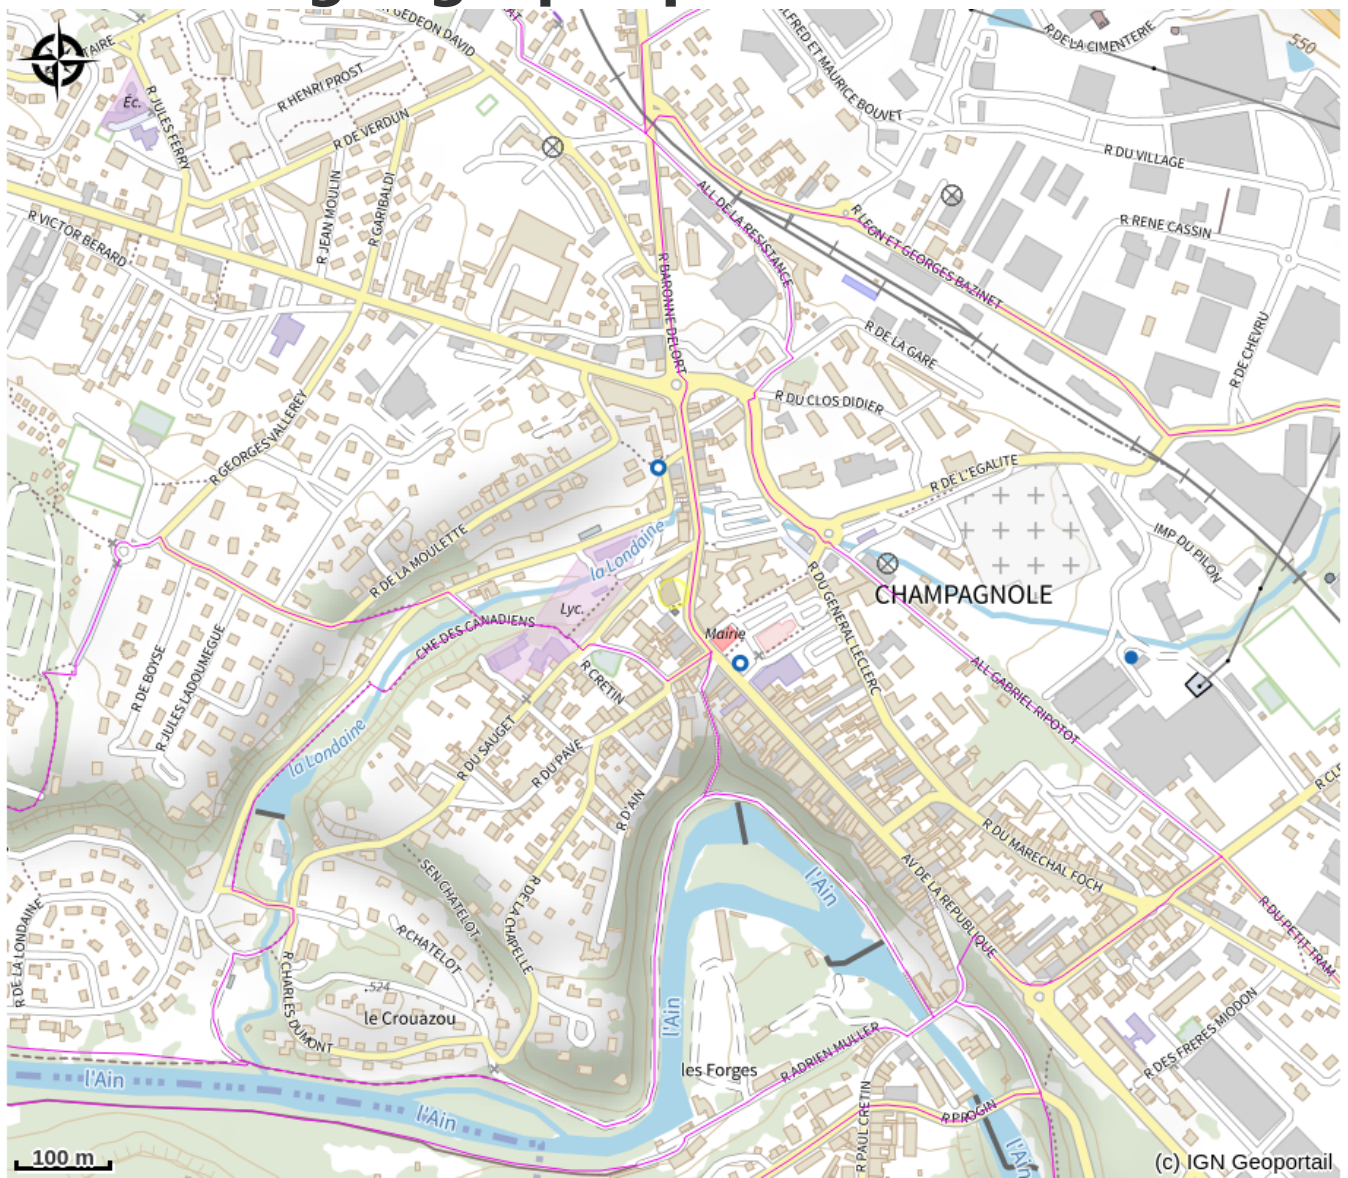 GEDEON DAVID
R HENRI PROST
R DE VERDUN
Éc.
R JULES FERRY
R JEAN MOULIN
R GARIBALDI
R VICTOR BERARD
ALFRED ET MAURICE BOUVET
R DE LA CIMENTERIE
550
R DU VILLAGE
R RENE CASSIN
ALL DE LA RESISTANCE
R LEON ET GEORGES BAZINET
R BARONNE DELORT
R DE LA GARE
R DE CHEVRU
R DU CLOS DIDIER
R GEORGES VALLEREY
R DE L'EGALITE
IMP DU PILON
la Londaine
R DE LA MOULETTE
CHAMPAGNOLE
R DU GENERAL LECLERC
Lyc.
Mairie
CHE DES CANADIENS
R CRETIN
R DE BOYSE
R JULES LADOUMEGUE
ALL GABRIEL RIPOTOT
la Londaine
R DU SAUGET
R DU PAVE
R D'AIN
R CLE
R DU MARECHAL FOCH
SEN CHATELOT
l'Ain
AV DE LA REPUBLIQUE
R DE LA CHAPELLE
R DU PETIT TRAM
R DE LA LONDAINE
R CHATELOT
R CHARLES DUMONT
.524
le Crouazou
l'Ain
R ADRIEN MULLER
R DES FRERES MIODON
les Forges
l'Ain
l'Ain
R P PROGIN
R PAUL CRETIN
l'Ain
100 m
(c) IGN Geoportail